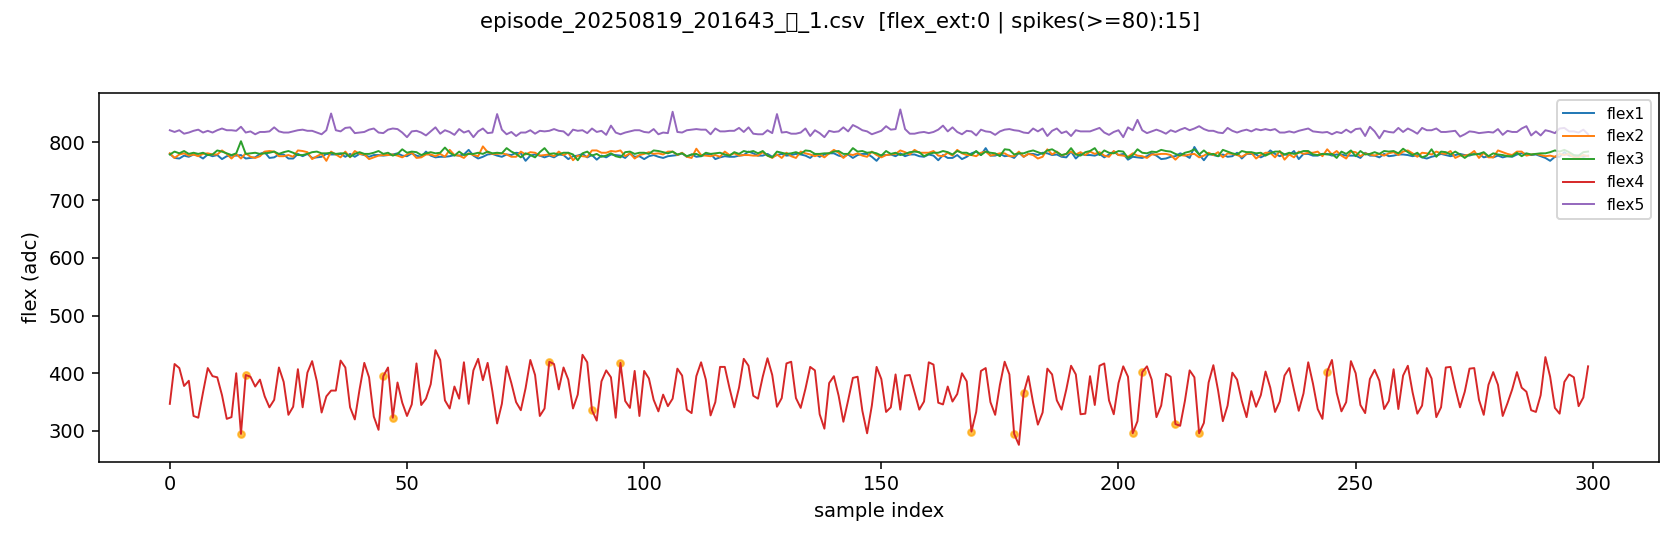 episode_20250819_201643_▯_1.csv  [flex_ext:0 | spikes(>=80):15]
flex (adc)
800
700
600
500
400
300
flex1
flex2
flex3
flex4
flex5
0 50 100 150 200 250 300
sample index